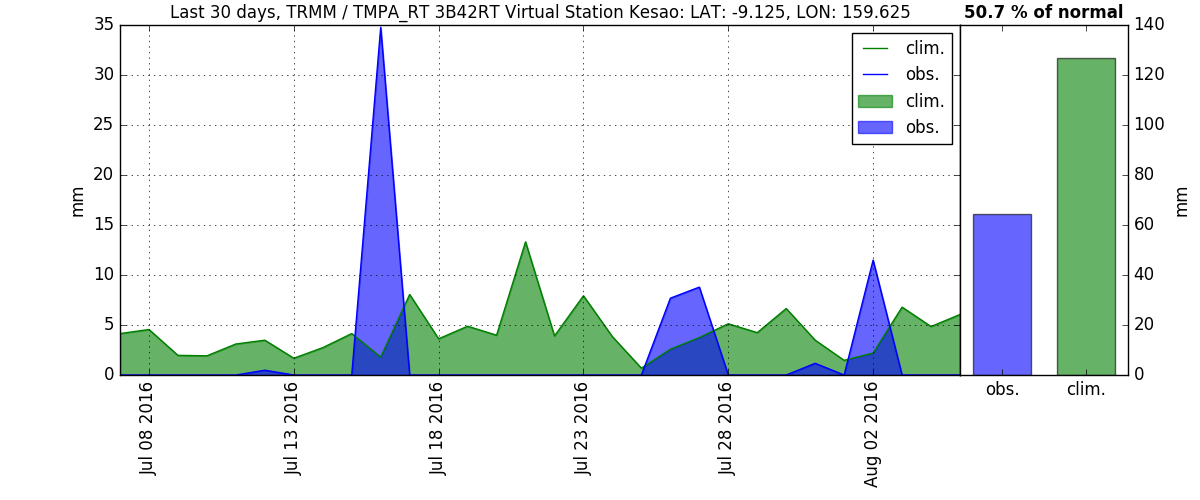 Last 30 days, TRMM / TMPA_RT 3B42RT Virtual Station Kesao: LAT: -9.125, LON: 159.625
50.7 % of normal
35
30
25
20
15
10
5
0
mm
clim.
obs.
clim.
obs.
Jul 08 2016
Jul 13 2016
Jul 18 2016
Jul 23 2016
Jul 28 2016
Aug 02 2016
140
120
100
80
60
40
20
0
mm
obs.
clim.